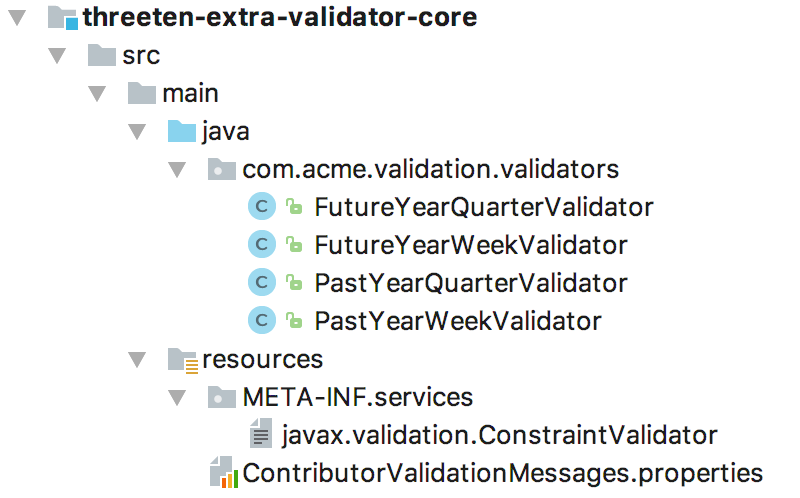 threeten-extra-validator-core
src
main
java
com.acme.validation.validators
C FutureYearQuarterValidator
C FutureYearWeekValidator
C PastYearQuarterValidator
C PastYearWeekValidator
resources
META-INF.services
javax.validation.ConstraintValidator
ContributorValidationMessages.properties